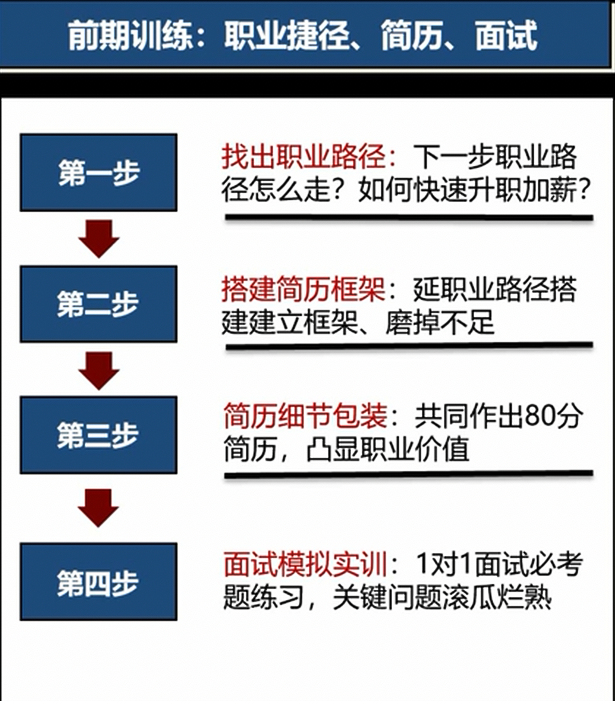 前期训练：职业捷径、简历、面试
第一步
找出职业路径：下一步职业路
径怎么走？如何快速升职加薪？
第二步
搭建简历框架：延职业路径搭
建建立框架、磨掉不足
第三步
简历细节包装：共同作出80分
简历，凸显职业价值
第四步
面试模拟实训：1对1面试必考
题练习，关键问题滚瓜烂熟